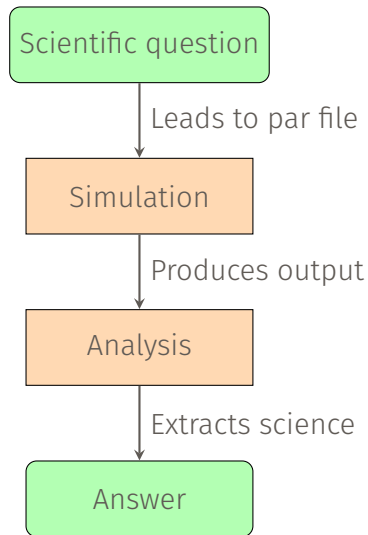 Scientific question
Leads to par file
Simulation
Produces output
Analysis
Extracts science
Answer